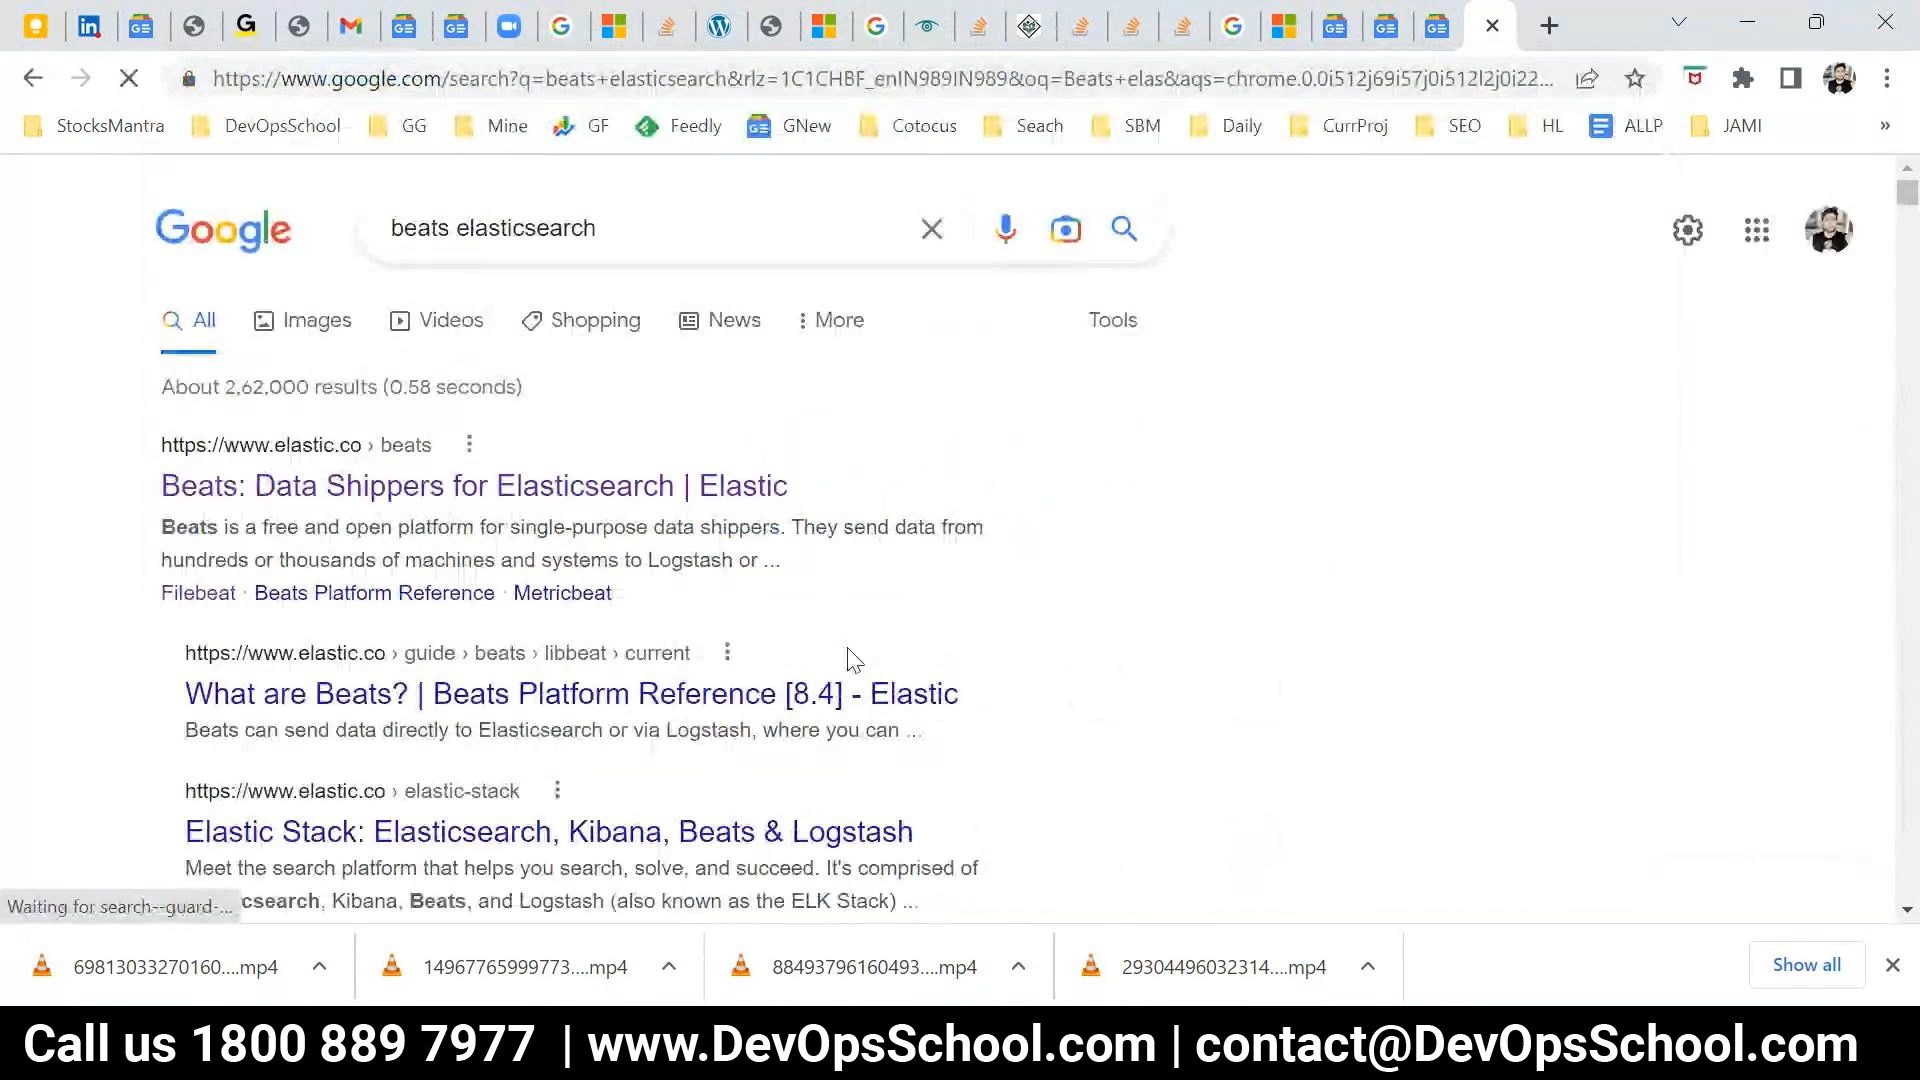 https://www.google.com/search?q=beats+elasticsearch&rlz=1C1CHBF_enIN989IN989&oq=Beats+elas&aqs=chrome.0.0i512j69i57j0i512l2j0i22...
StocksMantra DevOpsSchool GG Mine GF Feedly GNew Cotocus Seach SBM Daily CurrProj SEO HL ALLP JAMI »
Google beats elasticsearch
All Images Videos Shopping News More Tools
About 2,62,000 results (0.58 seconds)
https://www.elastic.co › beats
Beats: Data Shippers for Elasticsearch | Elastic
Beats is a free and open platform for single-purpose data shippers. They send data from
hundreds or thousands of machines and systems to Logstash or ...
Filebeat · Beats Platform Reference · Metricbeat
https://www.elastic.co › guide › beats › libbeat › current
What are Beats? | Beats Platform Reference [8.4] - Elastic
Beats can send data directly to Elasticsearch or via Logstash, where you can ...
https://www.elastic.co › elastic-stack
Elastic Stack: Elasticsearch, Kibana, Beats & Logstash
Meet the search platform that helps you search, solve, and succeed. It's comprised of
csearch, Kibana, Beats, and Logstash (also known as the ELK Stack) ...
Waiting for search--guard-...
69813033270160....mp4 14967765999773....mp4 88493796160493....mp4 29304496032314....mp4 Show all
Call us 1800 889 7977 | www.DevOpsSchool.com | contact@DevOpsSchool.com